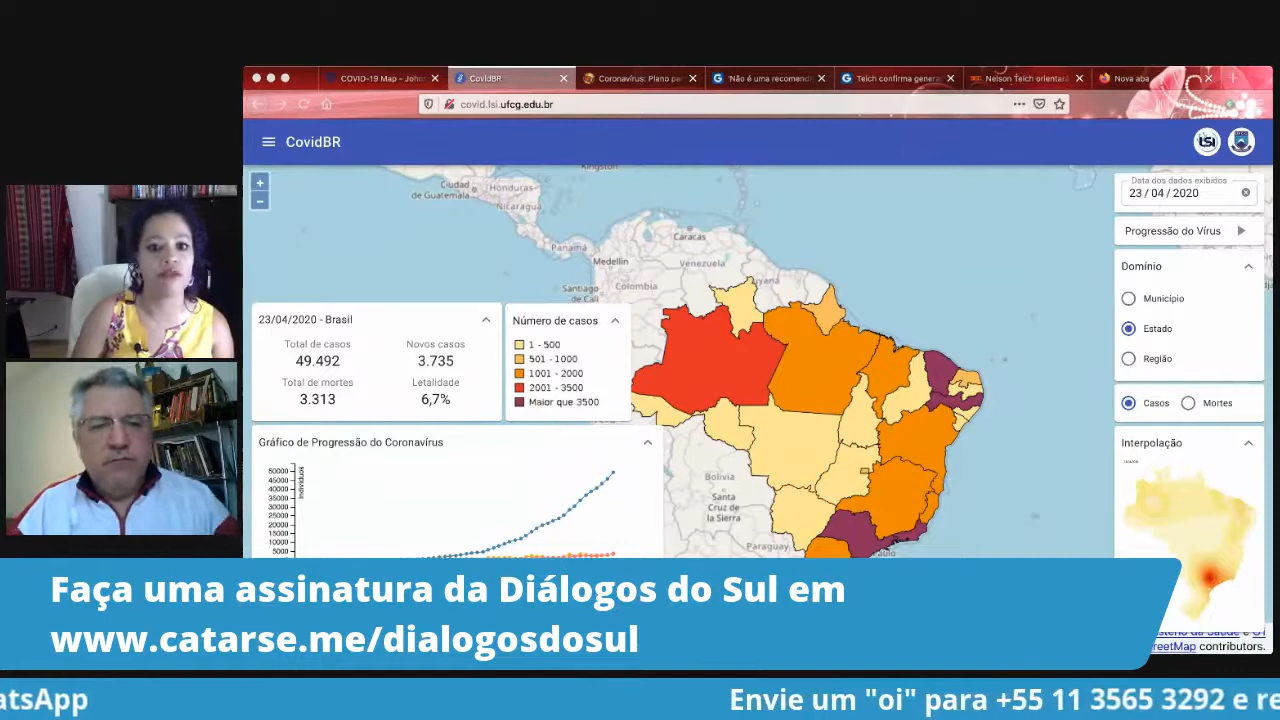 COVID-19 Map - John
CovidBR
Coronavírus: Plano pa
'Não é uma recomend
Teich confirma genera
Nelson Teich orientará
Nova aba
covid.lsi.ufcg.edu.br
CovidBR
LSI
Data dos dados exibidos
23 / 04 / 2020
Progressão do Vírus
Domínio
Município
Estado
Região
Casos
Mortes
Interpolação
+
−
Kingston
Ciudad
de Guatemala
Honduras
Nicaragua
Panamá
Caracas
Medellín
Venezuela
Guyana
Santiago
de Cali
Colombia
Bolivia
Santa
Cruz de
la Sierra
Paraguay
23/04/2020 - Brasil
Total de casos
49.492
Novos casos
3.735
Total de mortes
3.313
Letalidade
6,7%
Número de casos
1 - 500
501 - 1000
1001 - 2000
2001 - 3500
Maior que 3500
Gráfico de Progressão do Coronavírus
50000
45000
40000
35000
30000
25000
20000
15000
10000
5000
Indivíduos
Faça uma assinatura da Diálogos do Sul em
www.catarse.me/dialogosdosul
reetMap contributors.
atsApp
Envie um "oi" para +55 11 3565 3292 e re